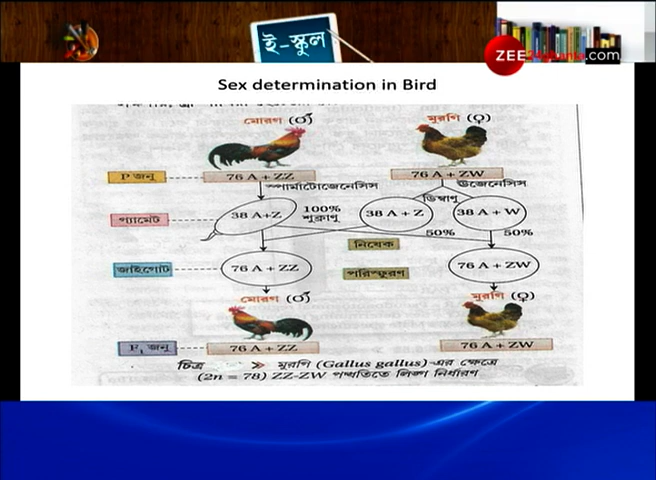 ই-স্কুল
ZEE
.com
Sex determination in Bird
মোরগ (♂) মুরগি (♀)
P জনু 76 A + ZZ 76 A + ZW
স্পার্মাটোজেনেসিস উওজেনেসিস
ডিম্বাণু
গ্যামেট 38 A+Z 100% শুক্রাণু 38 A + Z 38 A + W
50% 50%
নিষেক
জাইগোট 76 A + ZZ 76 A + ZW
পরিস্ফুরণ
মোরগ (♂) মুরগি (♀)
F₁ জনু 76 A + ZZ 76 A + ZW
চিত্র > মুরগি (Gallus gallus)-এর ক্ষেত্রে
(2n = 78) ZZ-ZW পদ্ধতিতে লিঙ্গ নির্ধারণ